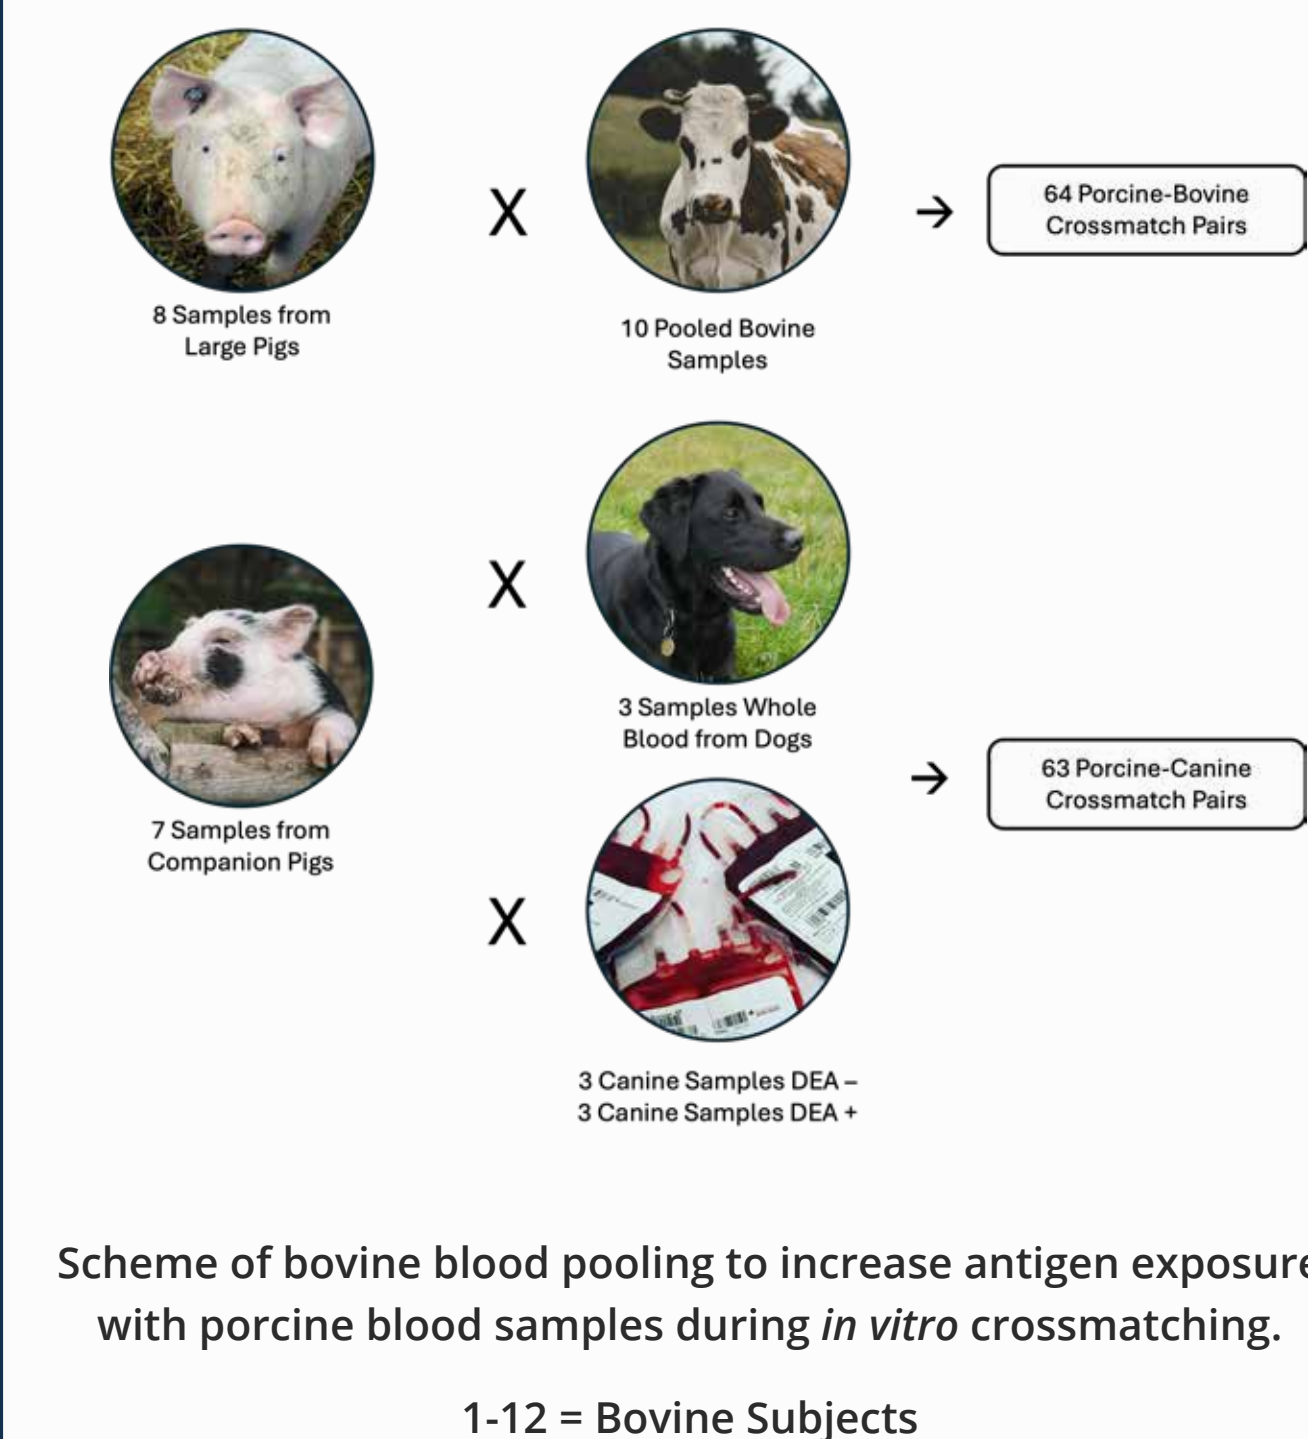 8 Samples from
Large Pigs
X
10 Pooled Bovine
Samples
→
64 Porcine-Bovine
Crossmatch Pairs
7 Samples from
Companion Pigs
X
3 Samples Whole
Blood from Dogs
X
3 Canine Samples DEA –
3 Canine Samples DEA +
→
63 Porcine-Canine
Crossmatch Pairs
Scheme of bovine blood pooling to increase antigen exposure
with porcine blood samples during in vitro crossmatching.
1-12 = Bovine Subjects